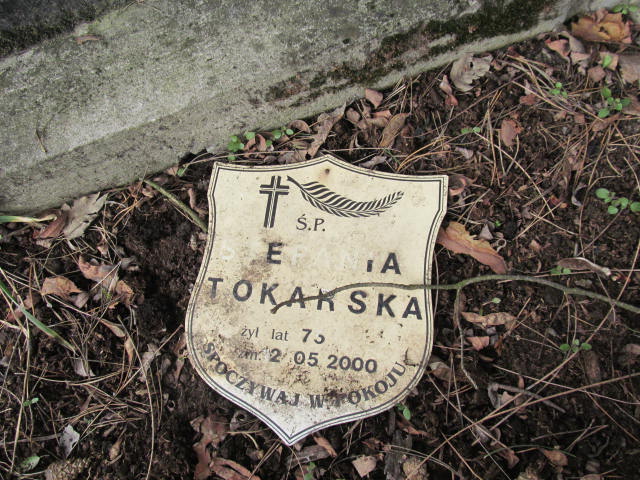 Ś.P.
TOKARSKA
żył lat
zm. 2 05 2000
SPOCZYWAJ W POKOJU